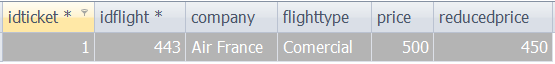 idticket * idflight * company flighttype price reducedprice
1 443 Air France Comercial 500 450